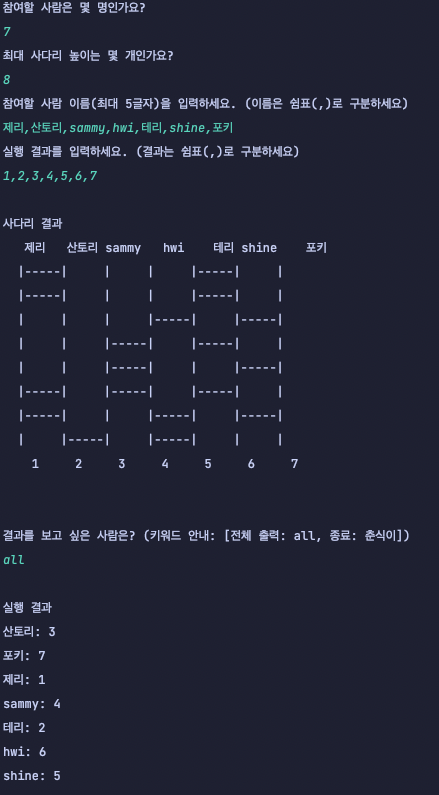 참여할 사람은 몇 명인가요?
7
최대 사다리 높이는 몇 개인가요?
8
참여할 사람 이름(최대 5글자)을 입력하세요. (이름은 쉼표(,)로 구분하세요)
제리,산토리,sammy,hwi,테리,shine,포키
실행 결과를 입력하세요. (결과는 쉼표(,)로 구분하세요)
1,2,3,4,5,6,7
사다리 결과
제리 산토리 sammy hwi 테리 shine 포키
|-----|     |     |     |-----|     |
|-----|     |     |     |-----|     |
|     |     |     |-----|     |-----|
|     |     |-----|     |-----|     |
|     |     |-----|     |     |-----|
|-----|     |-----|     |-----|     |
|-----|     |     |-----|     |-----|
|     |-----|     |-----|     |     |
1 2 3 4 5 6 7
결과를 보고 싶은 사람은? (키워드 안내: [전체 출력: all, 종료: 춘식이])
all
실행 결과
산토리: 3
포키: 7
제리: 1
sammy: 4
테리: 2
hwi: 6
shine: 5